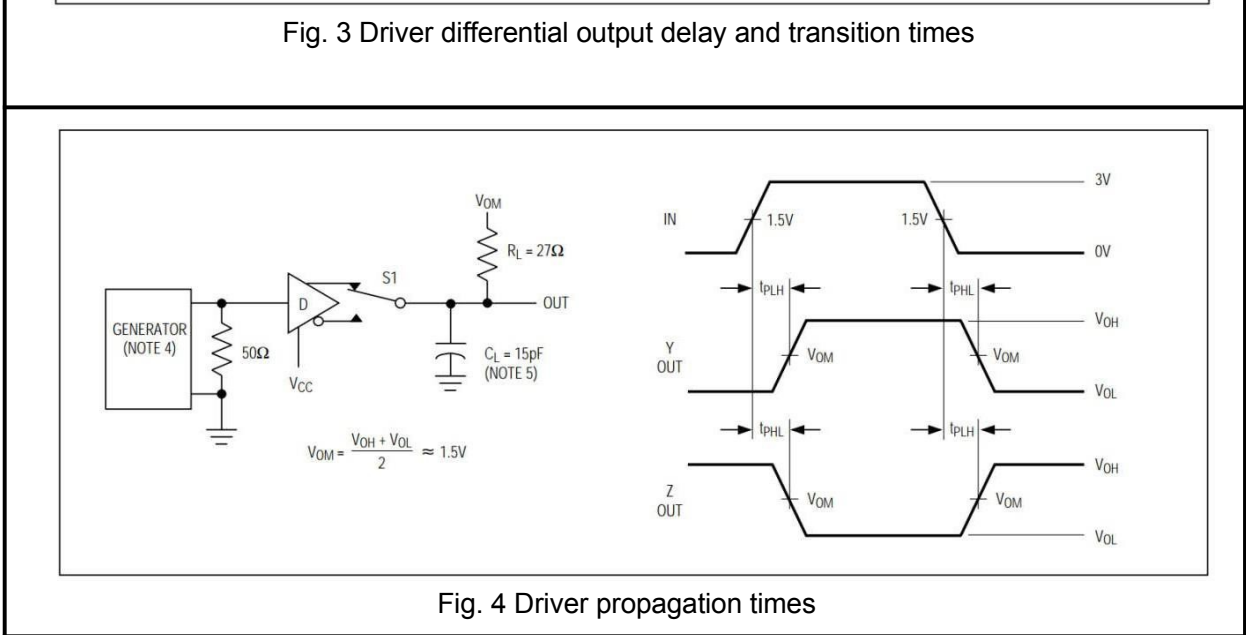 Fig. 3 Driver differential output delay and transition times
VOM
RL = 27Ω
S1
D
OUT
GENERATOR
(NOTE 4)
50Ω
VCC
CL = 15pF
(NOTE 5)
VOM = VOH + VOL / 2 ≈ 1.5V
3V
IN
1.5V
1.5V
0V
tPLH
tPHL
VOH
Y
OUT
VOM
VOM
VOL
tPHL
tPLH
VOH
Z
OUT
VOM
VOM
VOL
Fig. 4 Driver propagation times